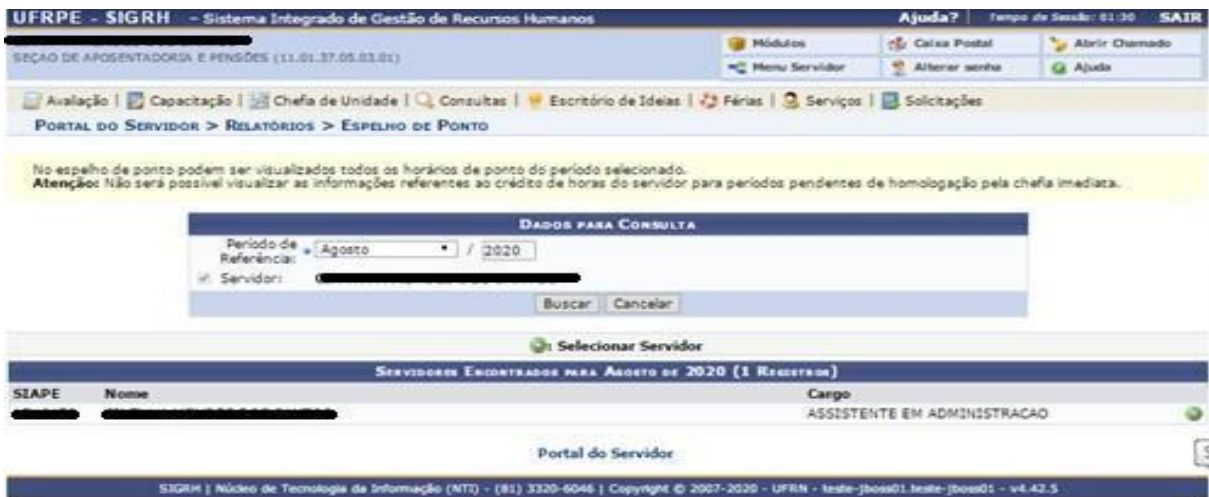 UFRPE - SIGRH - Sistema Integrado de Gestão de Recursos Humanos Ajuda? Tempo de Sessão: 01:30 SAIR
Módulos Caixa Postal Abrir Chamado
SEÇÃO DE APOSENTADORIA E PENSÕES (11.01.37.05.03.01)
Menu Servidor Alterar senha Ajuda
Avaliação | Capacitação | Chefia de Unidade | Consultas | Escritório de Ideias | Férias | Serviços | Solicitações
PORTAL DO SERVIDOR > RELATÓRIOS > ESPELHO DE PONTO
No espelho de ponto podem ser visualizados todos os horários de ponto do período selecionado.
Atenção: Não será possível visualizar as informações referentes ao crédito de horas do servidor para períodos pendentes de homologação pela chefia imediata.
DADOS PARA CONSULTA
Período de Referência: Agosto / 2020
Servidor:
Buscar Cancelar
: Selecionar Servidor
SERVIDORES ENCONTRADOS PARA AGOSTO DE 2020 (1 REGISTROS)
SIAPE Nome Cargo
ASSISTENTE EM ADMINISTRACAO
Portal do Servidor
SIGRH | Núcleo de Tecnologia da Informação (NTI) - (81) 3320-6046 | Copyright © 2007-2020 - UFRN - teste-jboss01.teste-jboss01 - v4.42.5